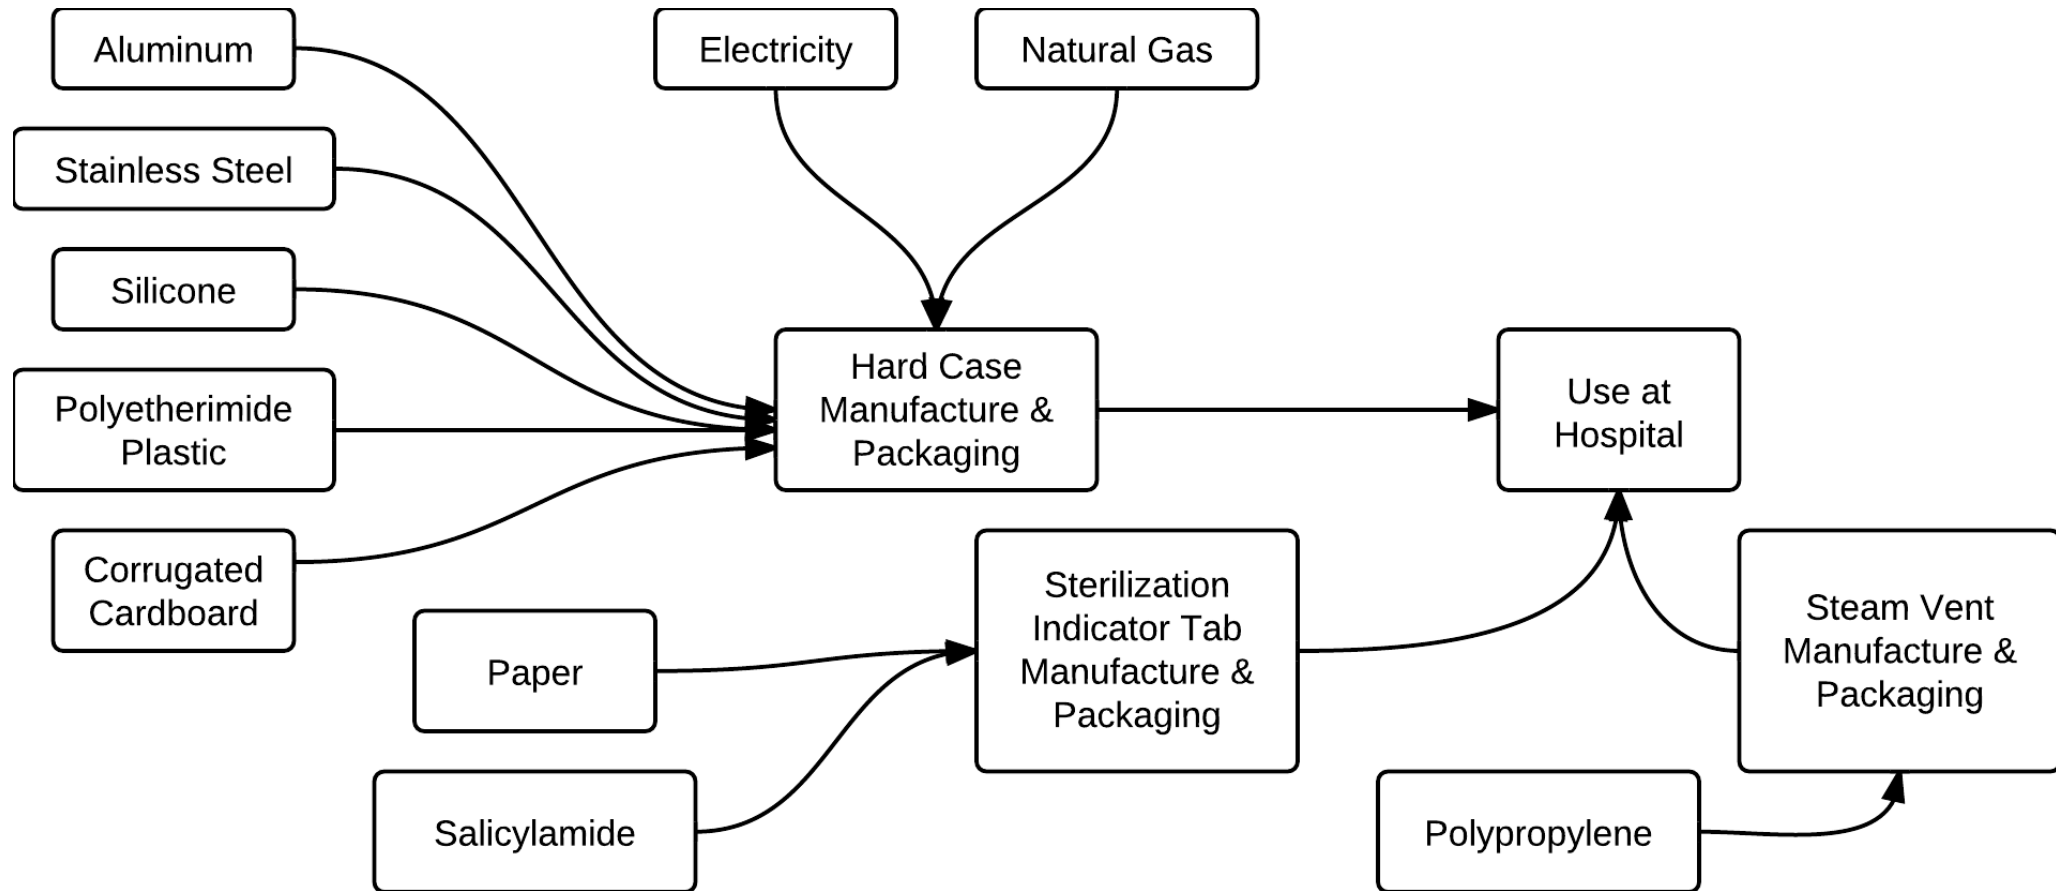 Aluminum
Electricity
Natural Gas
Stainless Steel
Silicone
Polyetherimide
Plastic
Hard Case
Manufacture &
Packaging
Use at
Hospital
Corrugated
Cardboard
Paper
Sterilization
Indicator Tab
Manufacture &
Packaging
Steam Vent
Manufacture &
Packaging
Salicylamide
Polypropylene